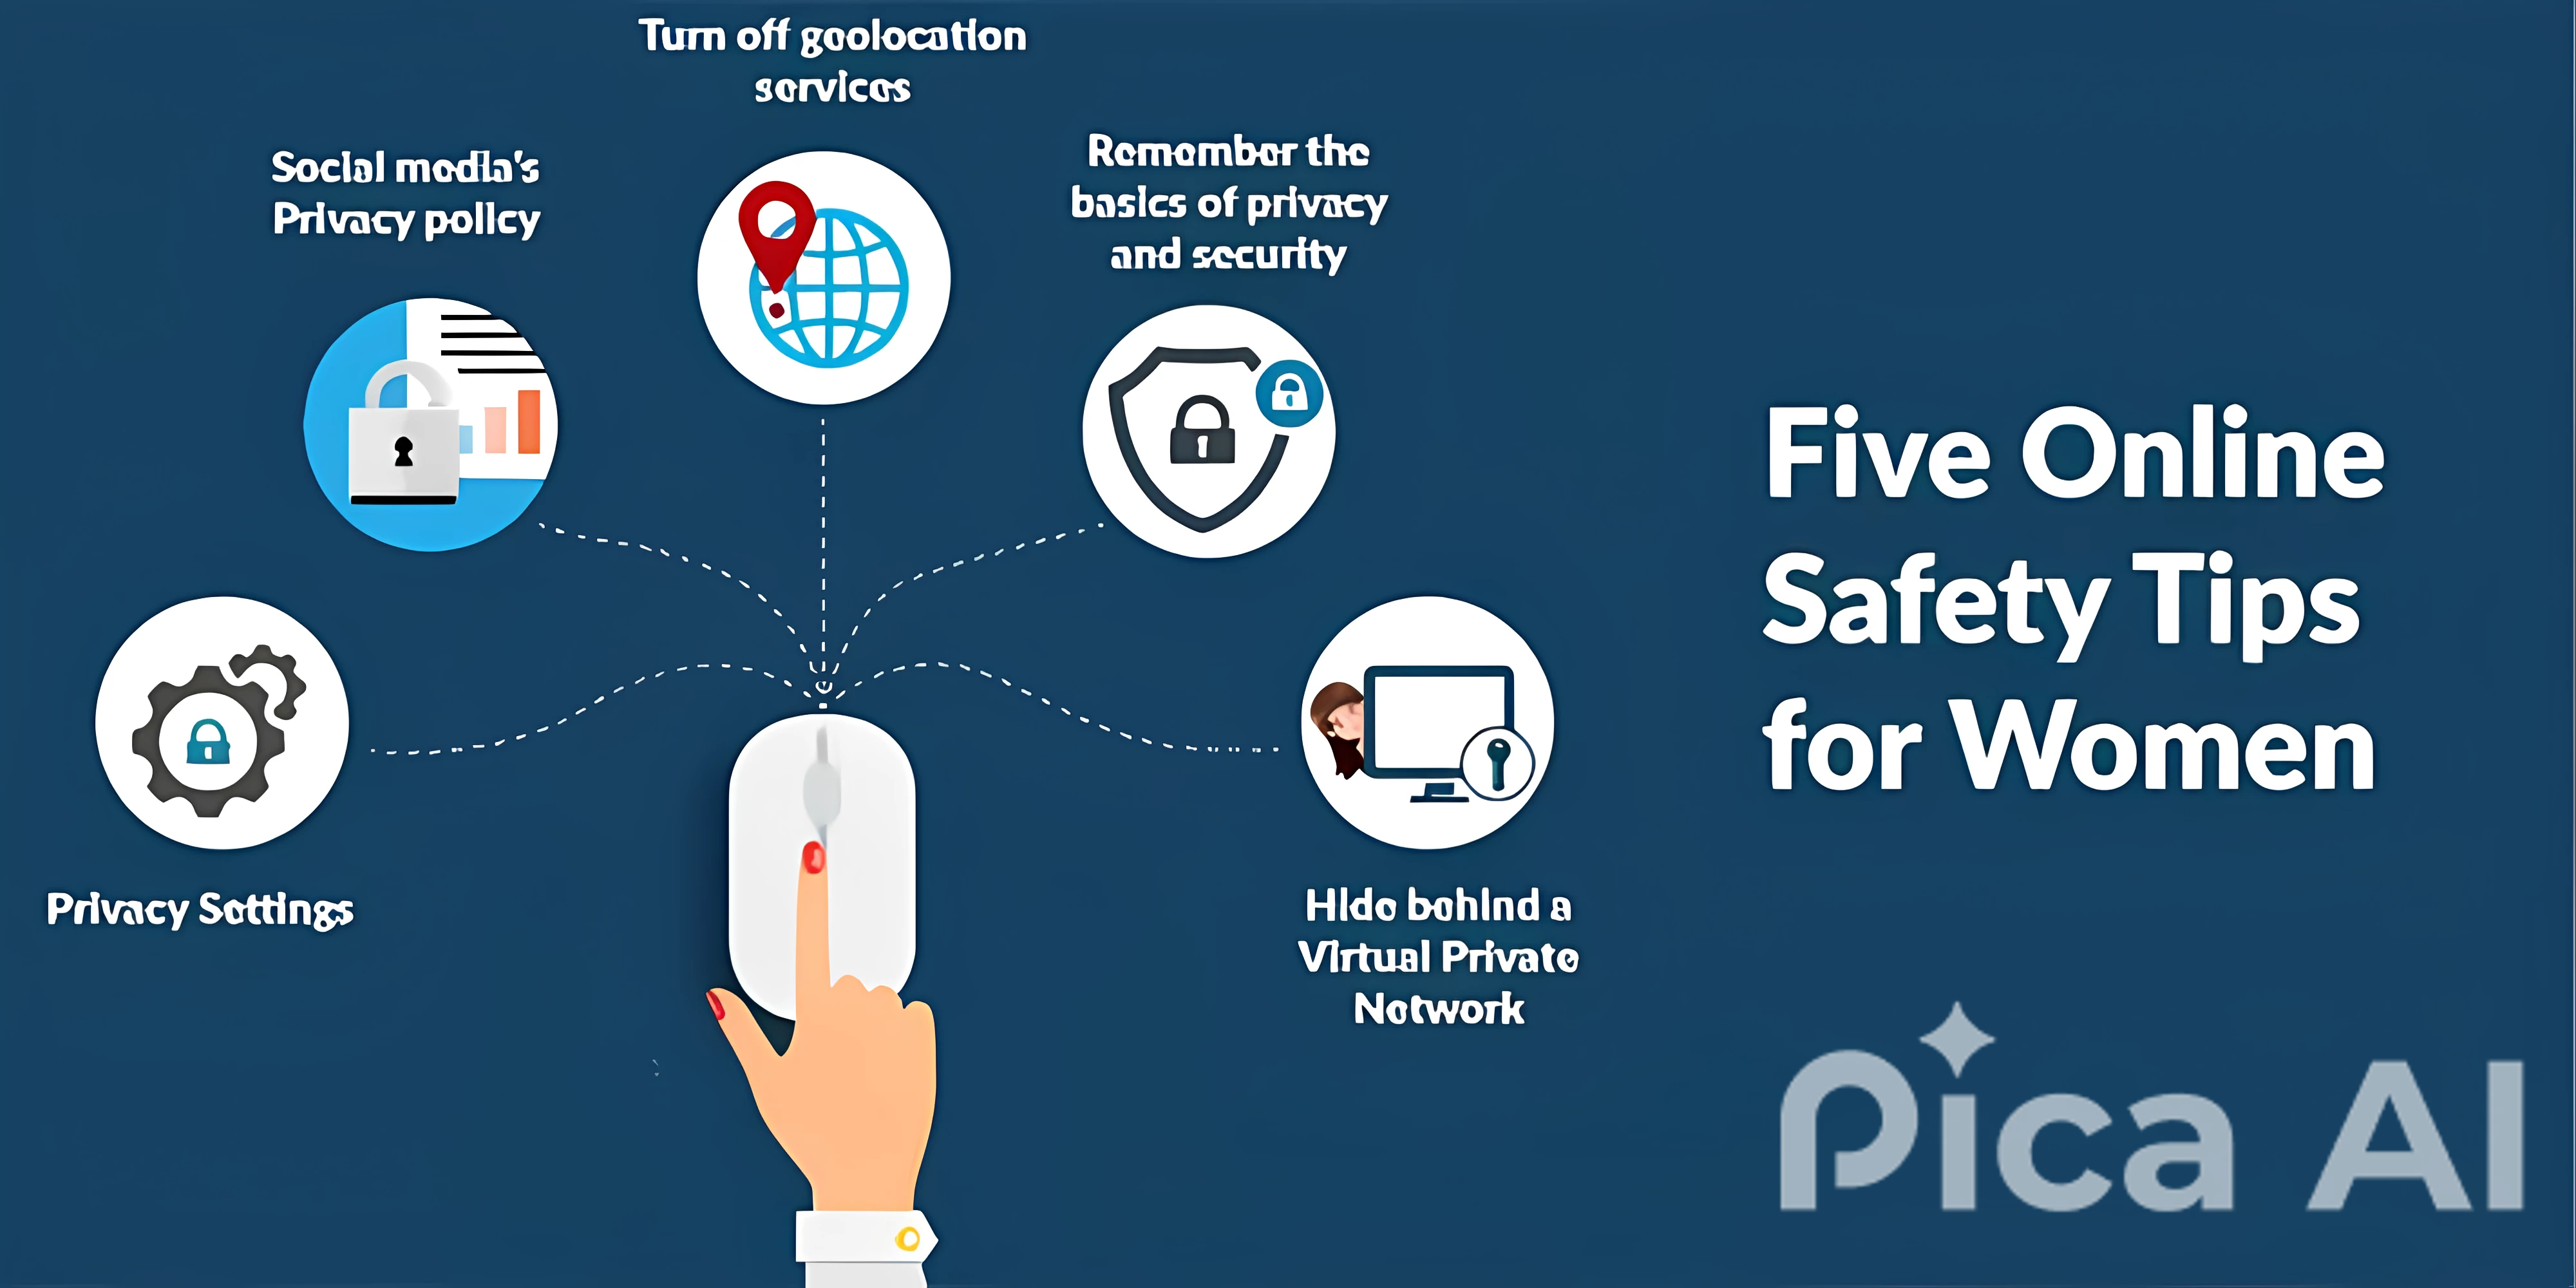 Turn off geolocation
services
Social media's
Privacy policy
Remember the
basics of privacy
and security
Privacy Settings
Hide behind a
Virtual Private
Network
Five Online
Safety Tips
for Women
Pica AI